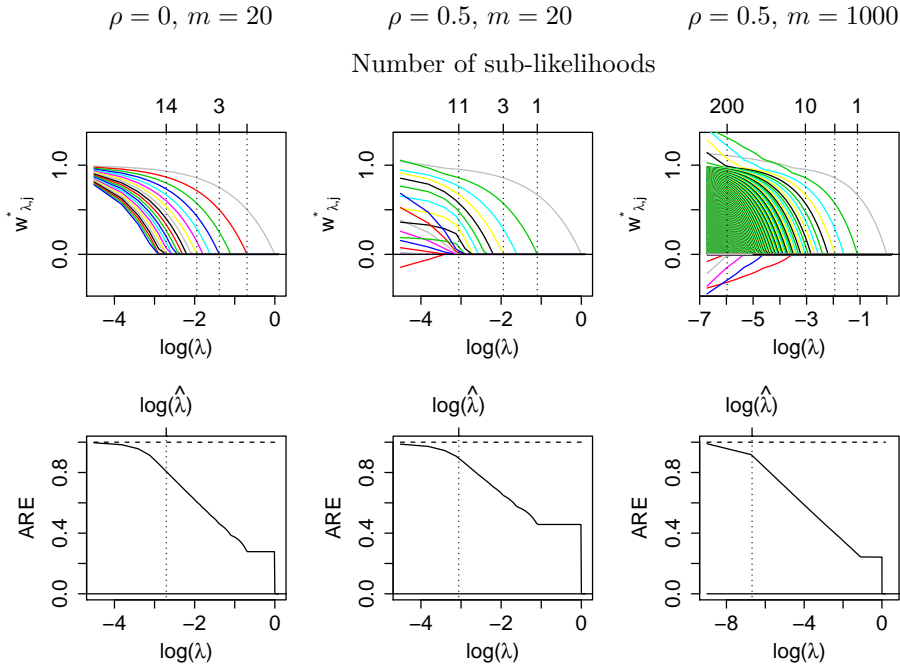 ρ = 0, m = 20 ρ = 0.5, m = 20 ρ = 0.5, m = 1000
Number of sub-likelihoods
14 3 11 3 1 200 10 1
w*λ,j 0.0 1.0 w*λ,j 0.0 1.0 w*λ,j 0.0 1.0
−4 −2 0 −4 −2 0 −7 −5 −3 −1
log(λ) log(λ) log(λ)
log(λ̂) log(λ̂) log(λ̂)
ARE 0.0 0.4 0.8 ARE 0.0 0.4 0.8 ARE 0.0 0.4 0.8
−4 −2 0 −4 −2 0 −8 −6 −4 −2 0
log(λ) log(λ) log(λ)